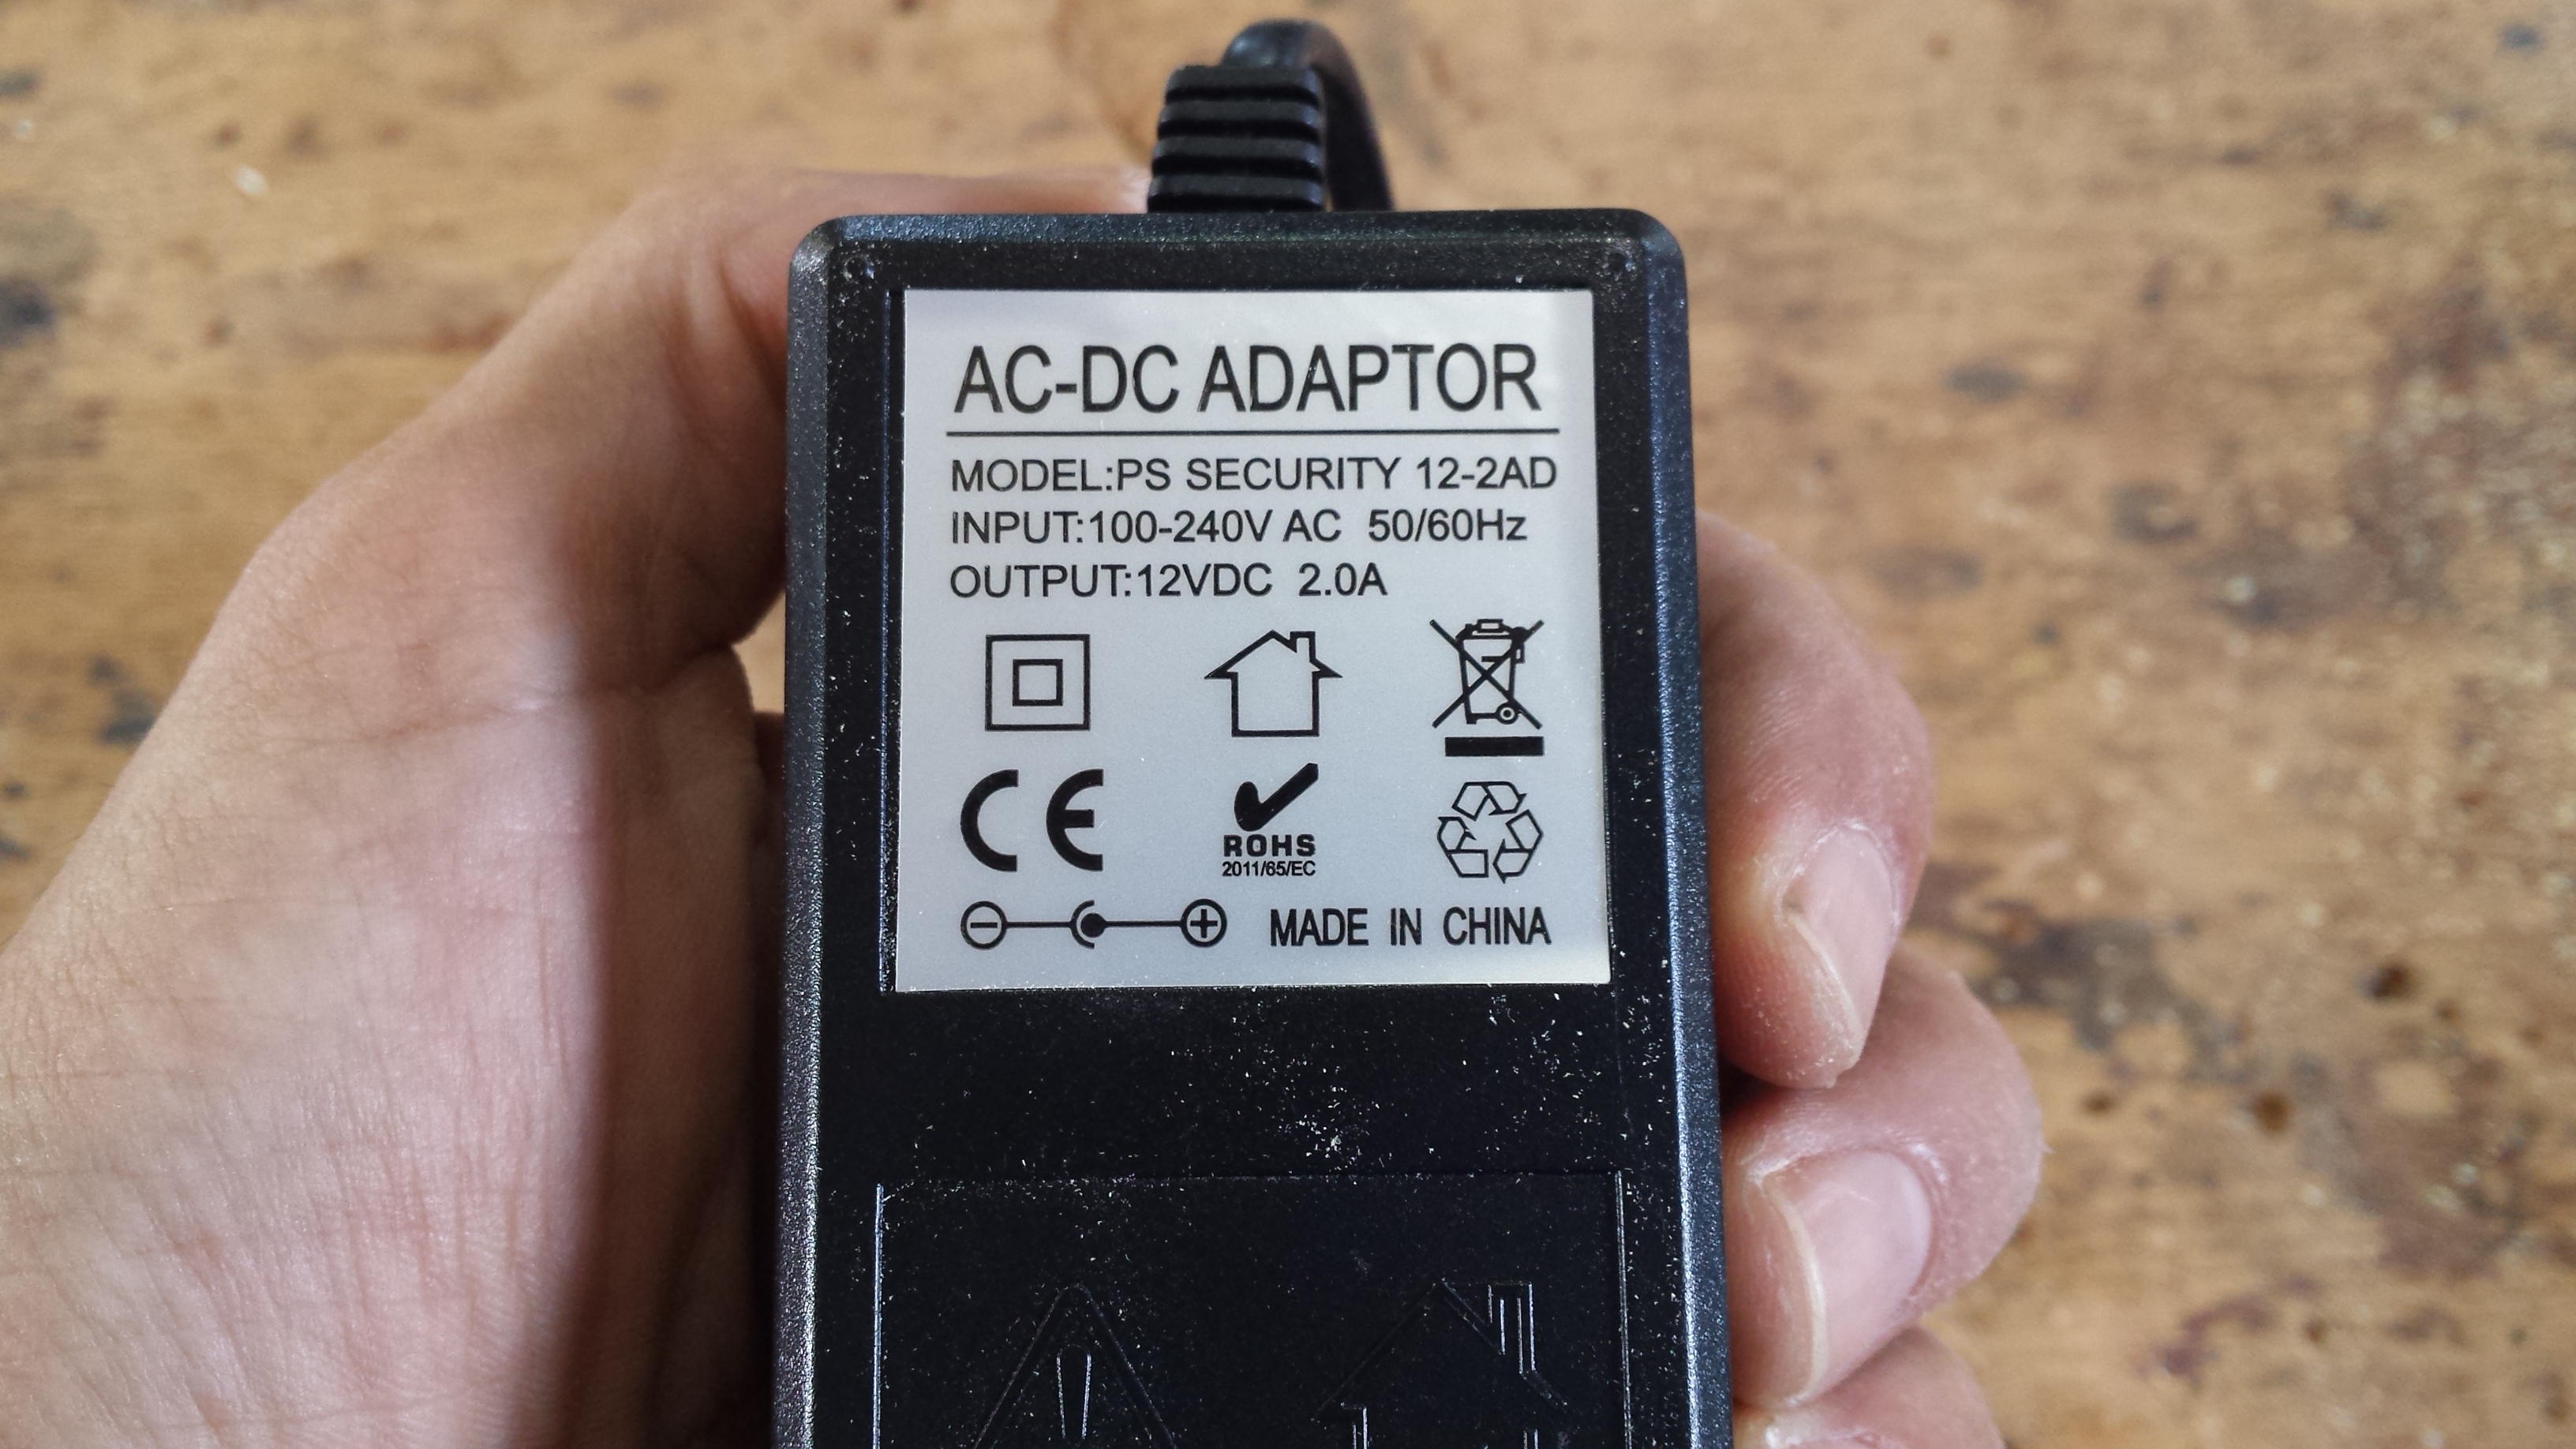 AC-DC ADAPTOR
MODEL:PS SECURITY 12-2AD
INPUT:100-240V AC 50/60Hz
OUTPUT:12VDC 2.0A
CE
ROHS
2011/65/EC
MADE IN CHINA